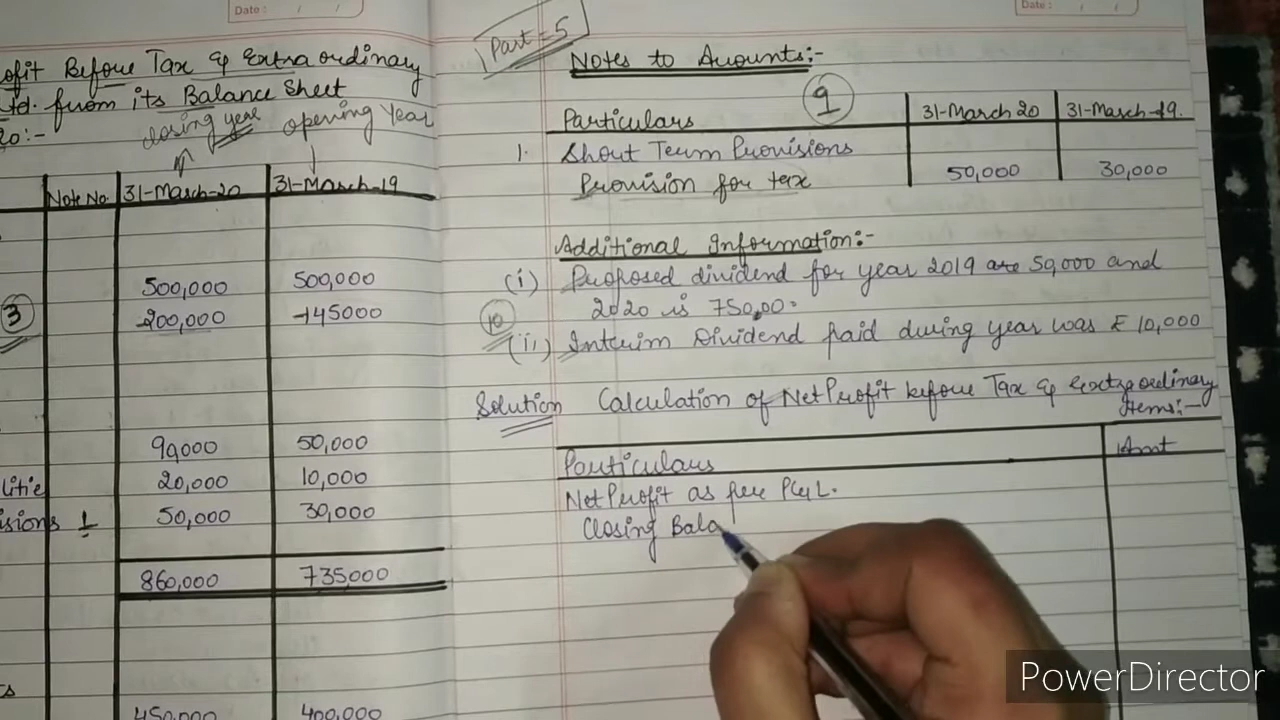 Date : / /
ofit Before Tax & Extra ordinary
Ltd. from its Balance Sheet
20:-
closing year opening Year
Note No. 31-March-20 31-March-19
500,000 500,000
3 200,000 145000
90,000 50,000
litie 20,000 10,000
isions 1 50,000 30,000
860,000 735000
s
450,000 400,000
Date : / /
Part = 5
Notes to Accounts:-
9
Particulars 31-March 20 31-March-19.
1. Short Term Provisions
Provision for tax 50,000 30,000
Additional Information:-
(i) Proposed dividend for year 2019 are 50,000 and
2020 is 750,00.
10
(ii) Interim Dividend paid during year was ₹ 10,000
Solution Calculation of Net Profit before Tax & extra ordinary
items:-
Particulars Amt
Net Profit as per P&L.
Closing Bala
PowerDirector